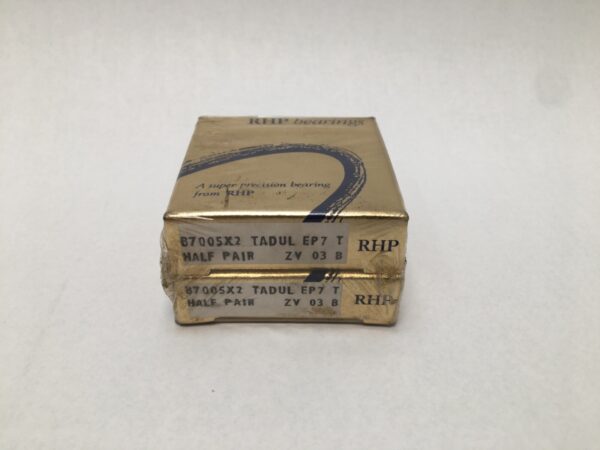 RHP bearings
A super precision bearing
from RHP
B7005X2 TADUL EP7 T
HALF PAIR ZV 03 B
RHP
B7005X2 TADUL EP7 T
HALF PAIR ZV 03 B
RHP